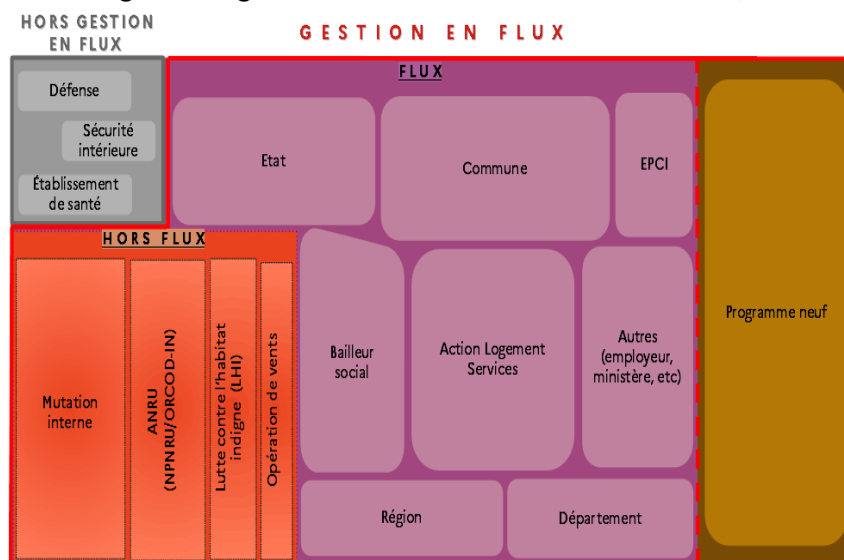 HORS GESTION
EN FLUX
GESTION EN FLUX
Défense
Sécurité
intérieure
Établissement
de santé
FLUX
Etat
Commune
EPCI
HORS FLUX
Mutation
interne
ANRU
(NPNRU/ORCOD-IN)
Lutte contre l'habitat
indigne (LHI)
Opération de vents
Bailleur
social
Action Logement
Services
Autres
(employeur,
ministère, etc)
Région
Département
Programme neuf